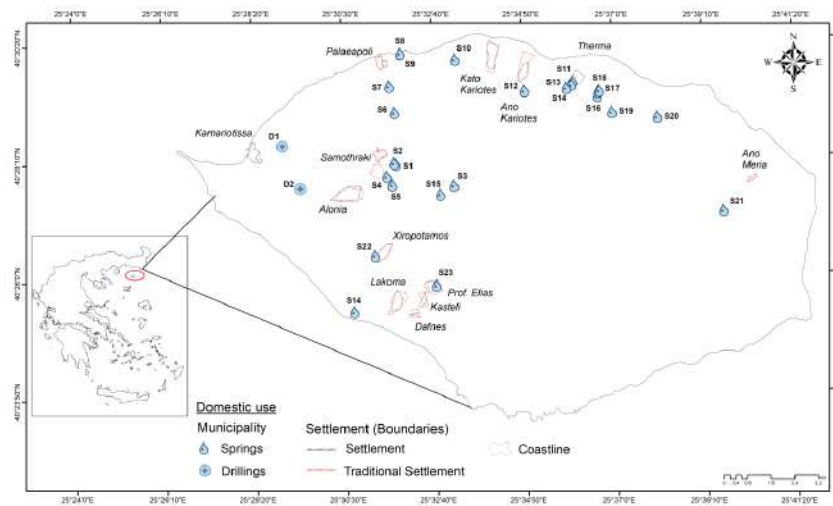 25°24'0"E 25°26'10"E 25°28'20"E 25°30'30"E 25°32'40"E 25°34'50"E 25°37'0"E 25°39'10"E 25°41'20"E
40°30'20"N
40°28'10"N
40°26'0"N
40°23'50"N
Palaeapoli
S8
S9
S10
Kato
Kariotes
S12
Ano
Kariotes
Therma
S11
S13
S14
S18
S17
S16
S19
S20
N
W E
S
S7
S6
Kamariotissa
D1
Samothraki
S2
S1
S4
S5
S3
S15
D2
Alonia
Ano
Meria
S21
Xiropotamos
S22
S23
Lakoma
Prof. Elias
Kasteli
Dafnes
S14
Domestic use
Municipality
Springs
Drillings
Settlement (Boundaries)
Settlement
Traditional Settlement
Coastline
25°24'0"E 25°26'10"E 25°28'20"E 25°30'30"E 25°32'40"E 25°34'50"E 25°37'0"E 25°39'10"E 25°41'20"E